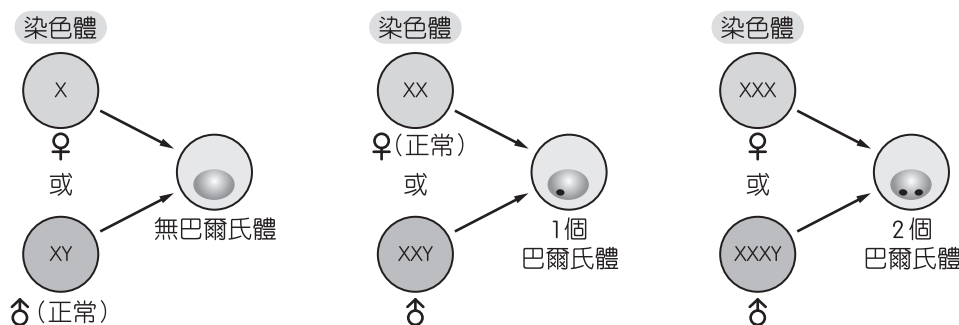 染色體
X
♀
或
XY
♂(正常)
無巴爾氏體
染色體
XX
♀(正常)
或
XXY
♂
1個
巴爾氏體
染色體
XXX
♀
或
XXXY
♂
2個
巴爾氏體